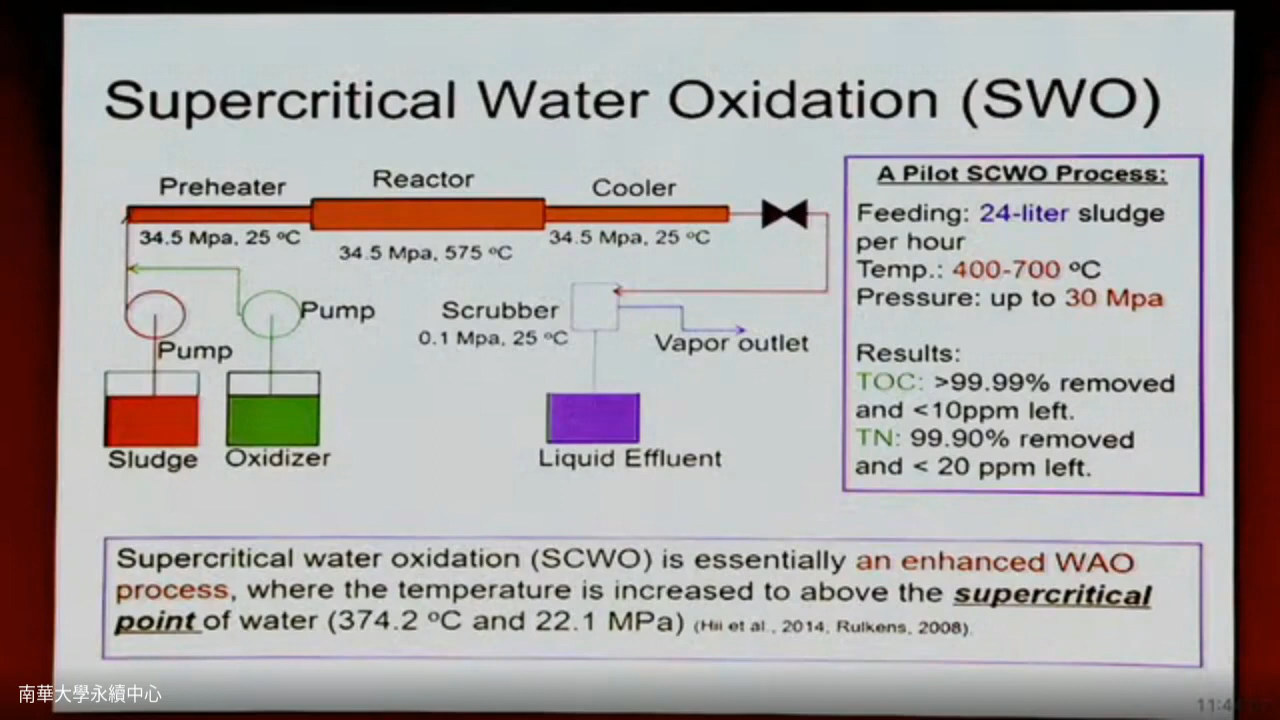 Supercritical Water Oxidation (SWO)
Preheater
Reactor
Cooler
34.5 Mpa, 25 ºC
34.5 Mpa, 575 ºC
34.5 Mpa, 25 ºC
Pump
Pump
Scrubber
0.1 Mpa, 25 ºC
Vapor outlet
Sludge
Oxidizer
Liquid Effluent
A Pilot SCWO Process:
Feeding: 24-liter sludge
per hour
Temp.: 400-700 ºC
Pressure: up to 30 Mpa
Results:
TOC: >99.99% removed
and <10ppm left.
TN: 99.90% removed
and < 20 ppm left.
Supercritical water oxidation (SCWO) is essentially an enhanced WAO
process, where the temperature is increased to above the supercritical
point of water (374.2 ºC and 22.1 MPa) (Hii et al., 2014, Rulkens, 2008).
南華大學永續中心